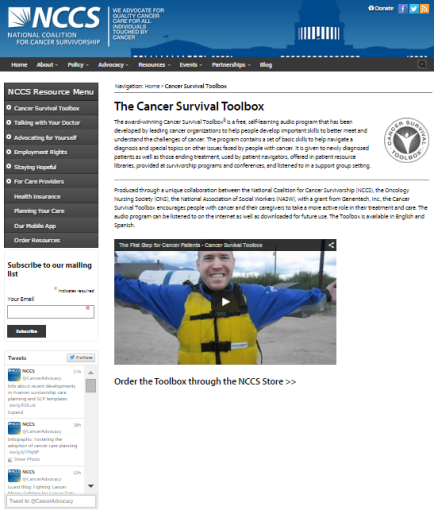 NCCS
NATIONAL COALITION
FOR CANCER SURVIVORSHIP
WE ADVOCATE FOR
QUALITY CANCER
CARE FOR ALL
INDIVIDUALS
TOUCHED BY
CANCER
Donate
Home About Policy Advocacy Resources Events Partnerships Blog
NCCS Resource Menu
Cancer Survival Toolbox
Talking with Your Doctor
Advocating for Yourself
Employment Rights
Staying Hopeful
For Care Providers
Health Insurance
Planning Your Care
Our Mobile App
Order Resources
Subscribe to our mailing
list
* indicates required
Your Email
*
Subscribe
Tweets
Follow
NCCS
@CancerAdvocacy
Info about recent developments
in #cancer survivorship care
planning and SCP templates
Expand
NCCS
@CancerAdvocacy
Infographic: Fostering the
adoption of cancer care planning
Show Photo
NCCS
@CancerAdvocacy
Guest Blog: Fighting Cancer
Tweet to @CancerAdvocacy
Navigation: Home > Cancer Survival Toolbox
The Cancer Survival Toolbox
The award-winning Cancer Survival Toolbox® is a free, self-learning audio program that has been
developed by leading cancer organizations to help people develop important skills to better meet and
understand the challenges of cancer. The program contains a set of basic skills to help navigate a
diagnosis and special topics on other issues faced by people with cancer. It is given to newly diagnosed
patients as well as those ending treatment, used by patient navigators, offered in patient resource
libraries, provided at survivorship programs and conferences, and listened to in a support group setting.
CANCER SURVIVAL
TOOLBOX
Produced through a unique collaboration between the National Coalition for Cancer Survivorship (NCCS), the Oncology
Nursing Society (ONS), the National Association of Social Workers (NASW), with a grant from Genentech, Inc., the Cancer
Survival Toolbox encourages people with cancer and their caregivers to take a more active role in their treatment and care. The
audio program can be listened to on the internet as well as downloaded for future use. The Toolbox is available in English and
Spanish.
The First Step for Cancer Patients - Cancer Survival Toolbox
Order the Toolbox through the NCCS Store >>